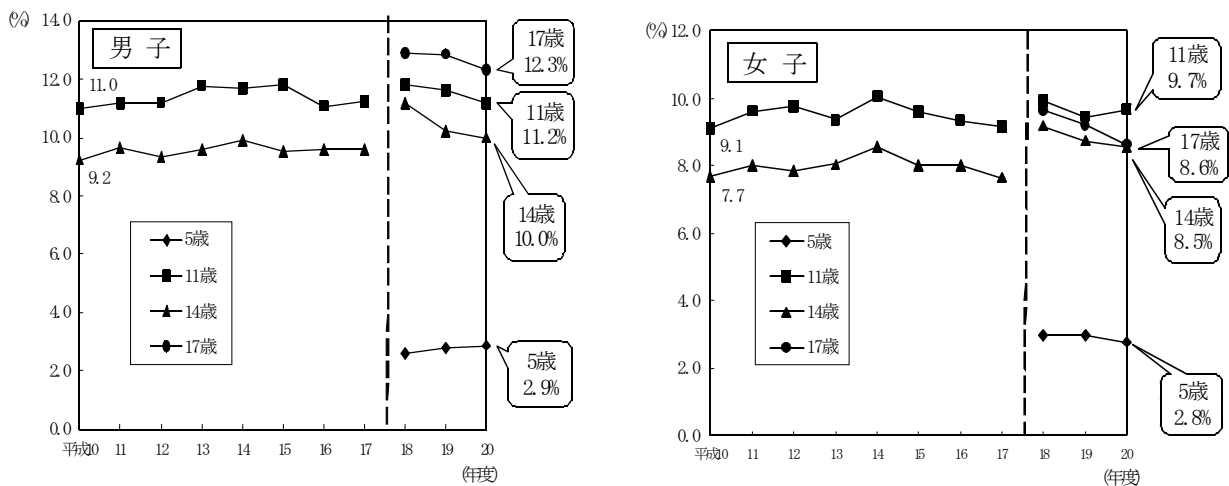 (%)
14.0
12.0
10.0
8.0
6.0
4.0
2.0
0.0
男 子
11.0
9.2
5歳
11歳
14歳
17歳
17歳
12.3%
11歳
11.2%
14歳
10.0%
5歳
2.9%
平成10 11 12 13 14 15 16 17 18 19 20
(年度)
(%)
12.0
10.0
8.0
6.0
4.0
2.0
0.0
女 子
9.1
7.7
5歳
11歳
14歳
17歳
11歳
9.7%
17歳
8.6%
14歳
8.5%
5歳
2.8%
平成10 11 12 13 14 15 16 17 18 19 20
(年度)